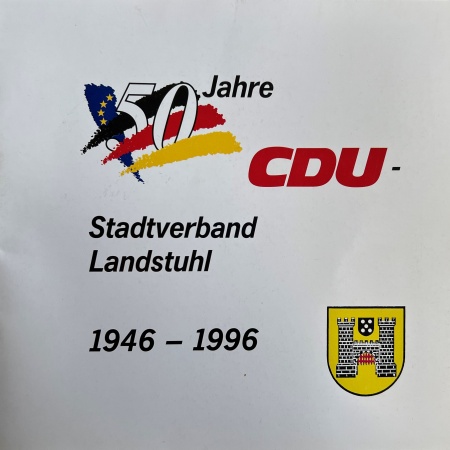 50 Jahre
CDU-
Stadtverband
Landstuhl
1946 – 1996